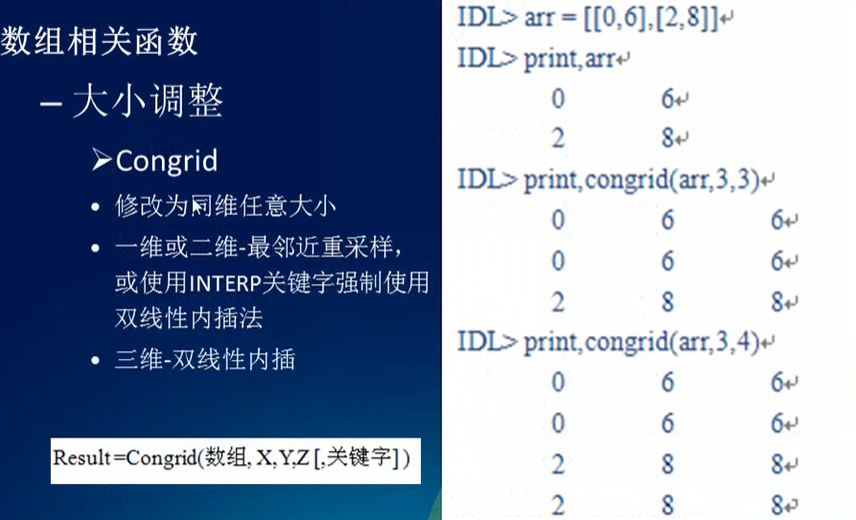 数组相关函数
– 大小调整
➢Congrid
• 修改为同维任意大小
• 一维或二维-最邻近重采样，
或使用INTERP关键字强制使用
双线性内插法
• 三维-双线性内插
Result=Congrid(数组, X,Y,Z [,关键字] )
IDL> arr = [[0,6],[2,8]]↵
IDL> print,arr↵
0 6↵
2 8↵
IDL> print,congrid(arr,3,3)↵
0 6 6↵
0 6 6↵
2 8 8↵
IDL> print,congrid(arr,3,4)↵
0 6 6↵
0 6 6↵
2 8 8↵
2 8 8↵